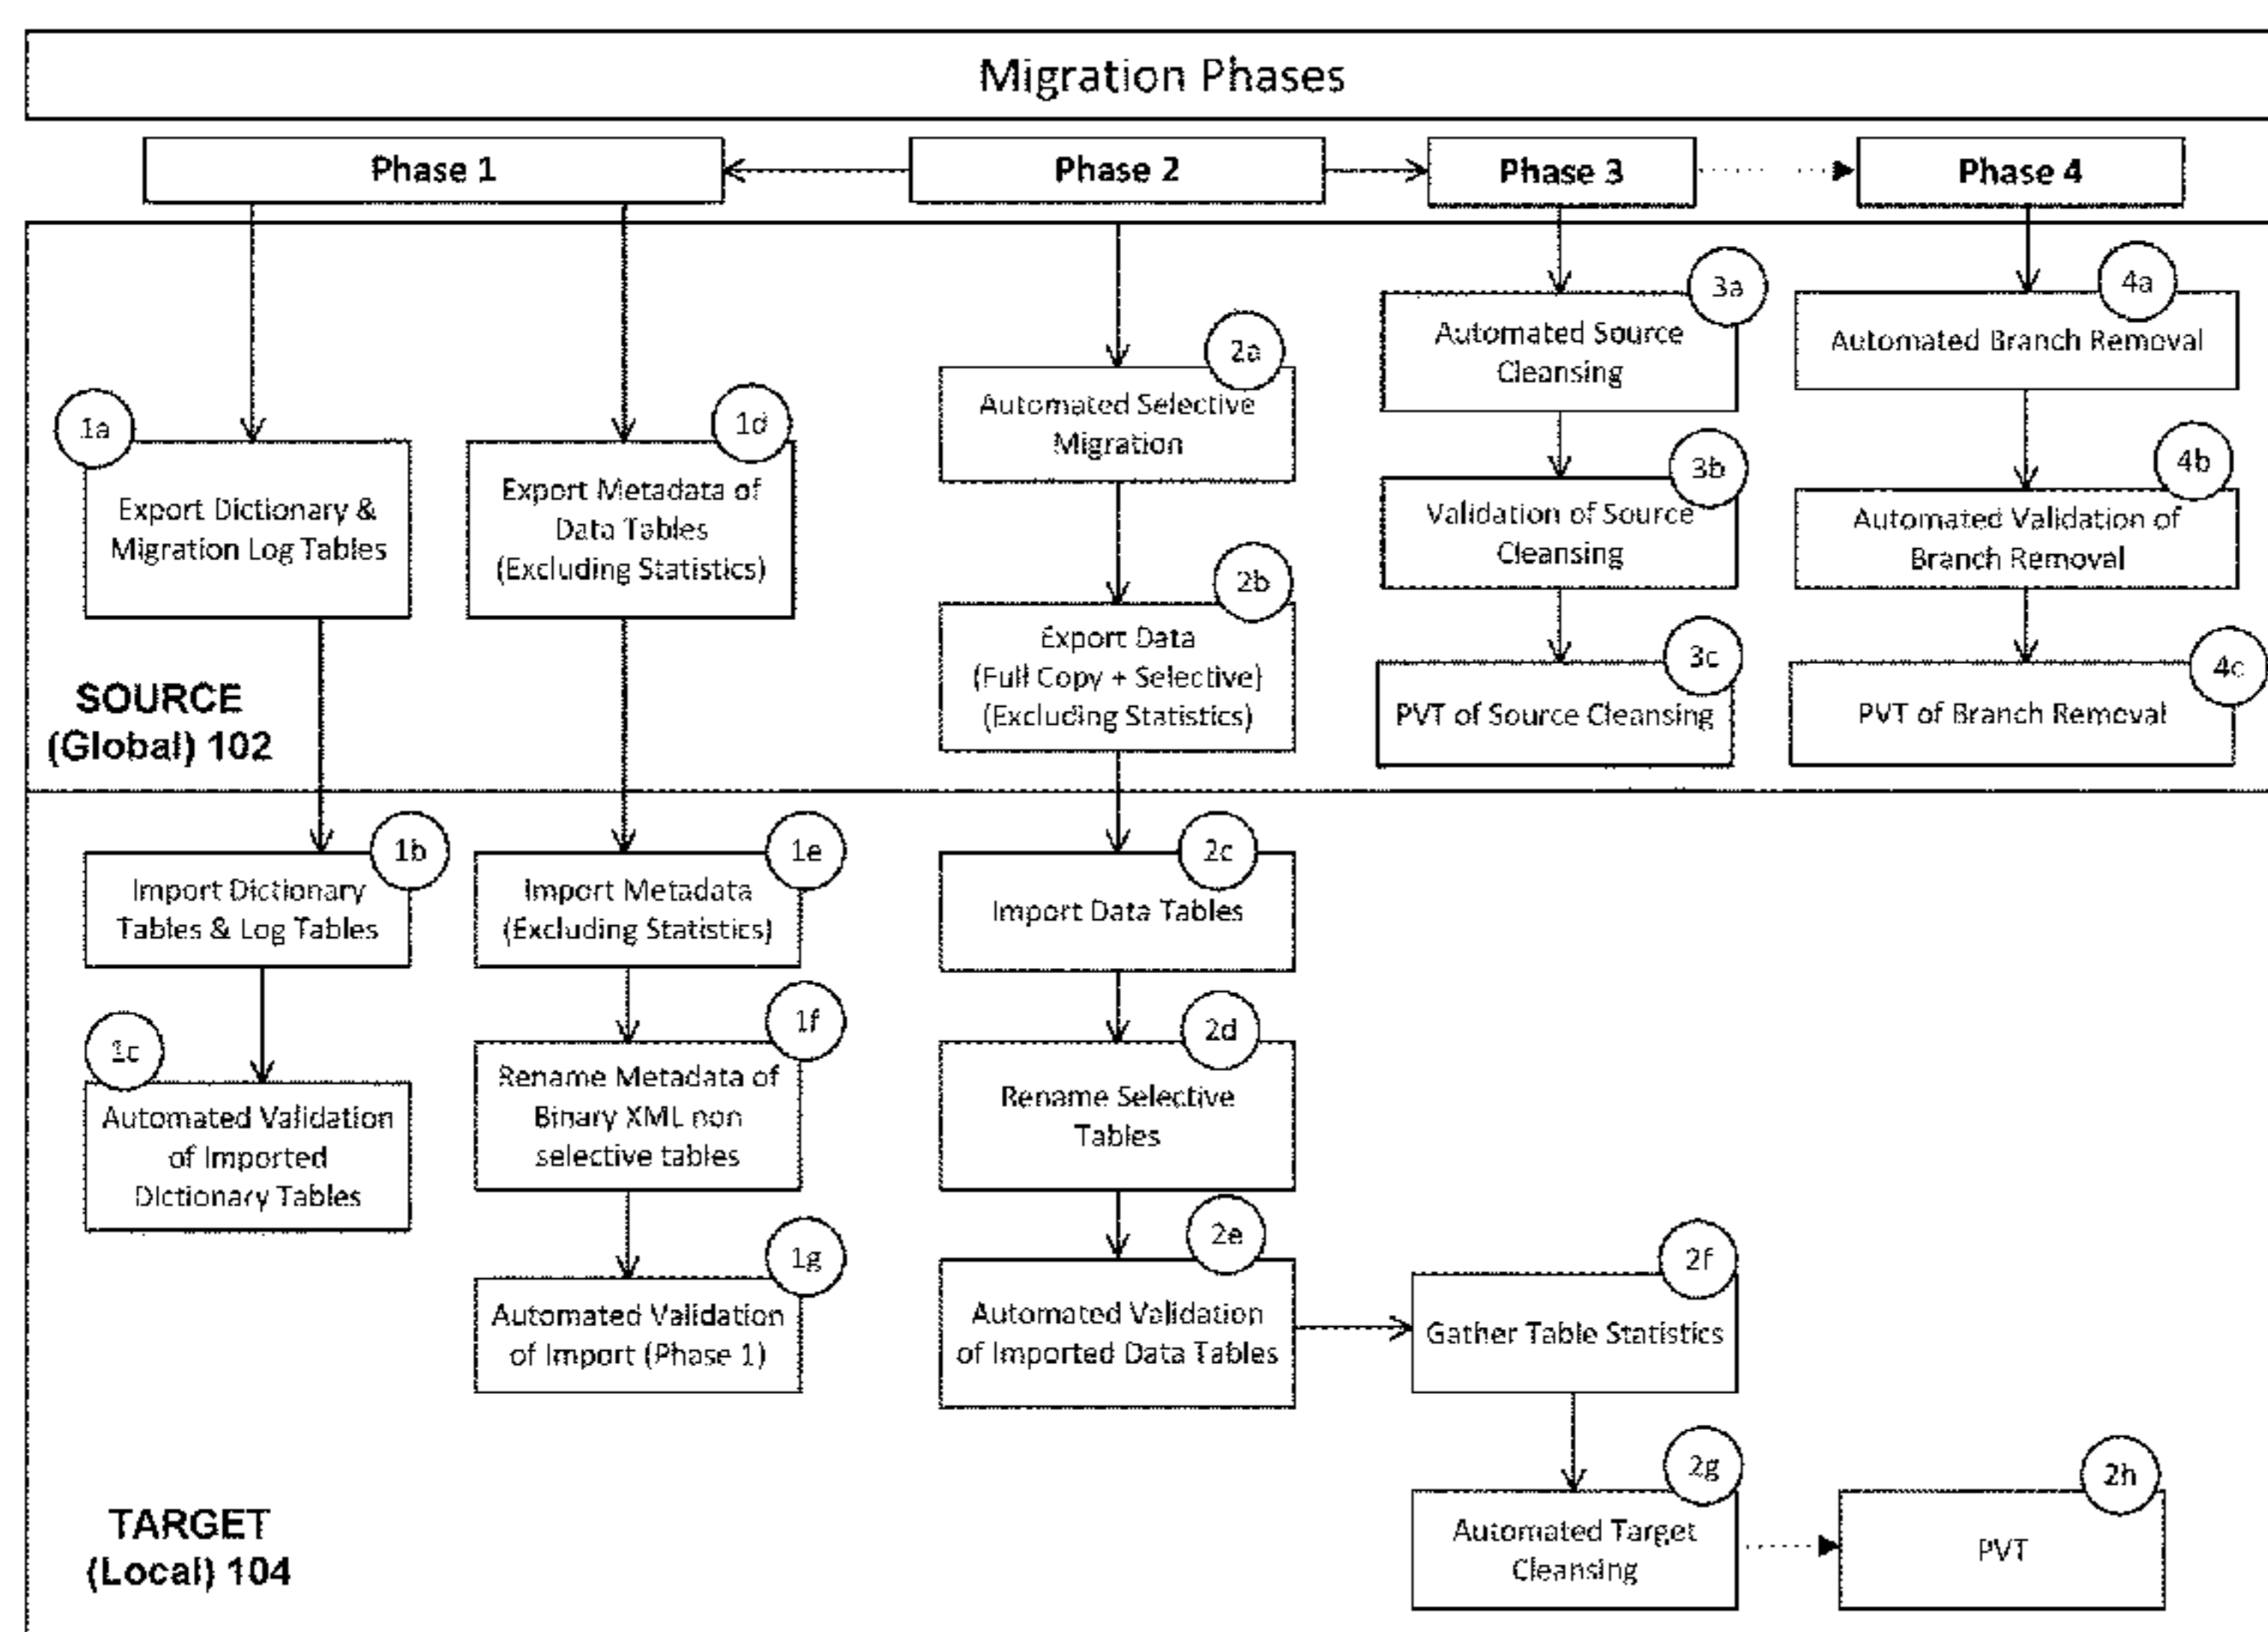 Migration Phases
Phase 1
Phase 2
Phase 3
Phase 4
1a
Export Dictionary &
Migration Log Tables
1d
Export Metadata of
Data Tables
(Excluding Statistics)
2a
Automated Selective
Migration
2b
Export Data
(Full Copy + Selective)
(Excluding Statistics)
3a
Automated Source
Cleansing
3b
Validation of Source
Cleansing
3c
PVT of Source Cleansing
4a
Automated Branch Removal
4b
Automated Validation of
Branch Removal
4c
PVT of Branch Removal
SOURCE
(Global) 102
1b
Import Dictionary
Tables & Log Tables
1c
Automated Validation
of Imported
Dictionary Tables
1e
Import Metadata
(Excluding Statistics)
1f
Rename Metadata of
Binary XML non
selective tables
1g
Automated Validation
of Import (Phase 1)
2c
Import Data Tables
2d
Rename Selective
Tables
2e
Automated Validation
of Imported Data Tables
2f
Gather Table Statistics
2g
Automated Target
Cleansing
2h
PVT
TARGET
(Local) 104